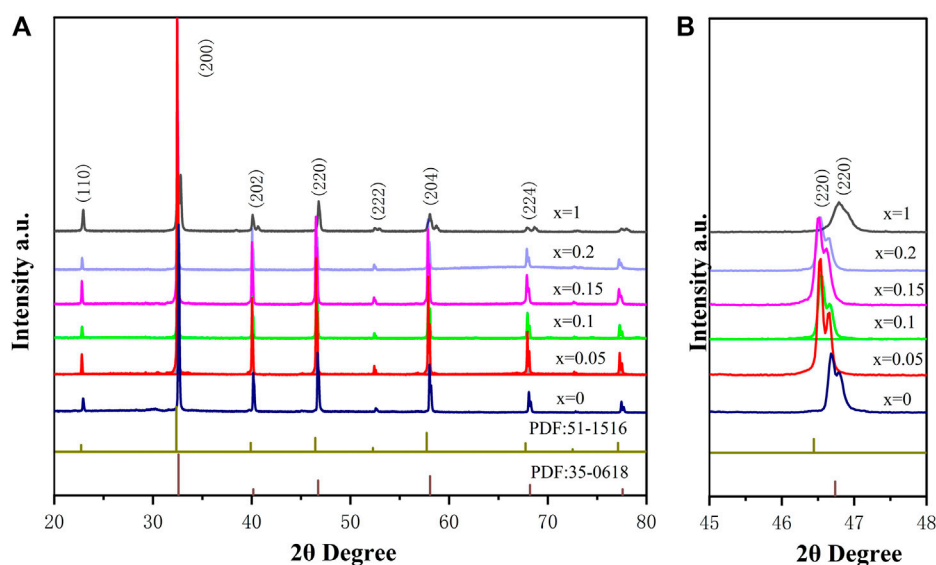 A
(110)
(200)
(202)
(220)
(222)
(204)
(224)
x=1
x=0.2
x=0.15
x=0.1
x=0.05
x=0
PDF:51-1516
PDF:35-0618
Intensity a.u.
20
30
40
50
60
70
80
2θ Degree
B
(220)
(220)
x=1
x=0.2
x=0.15
x=0.1
x=0.05
x=0
Intensity a.u.
45
46
47
48
2θ Degree